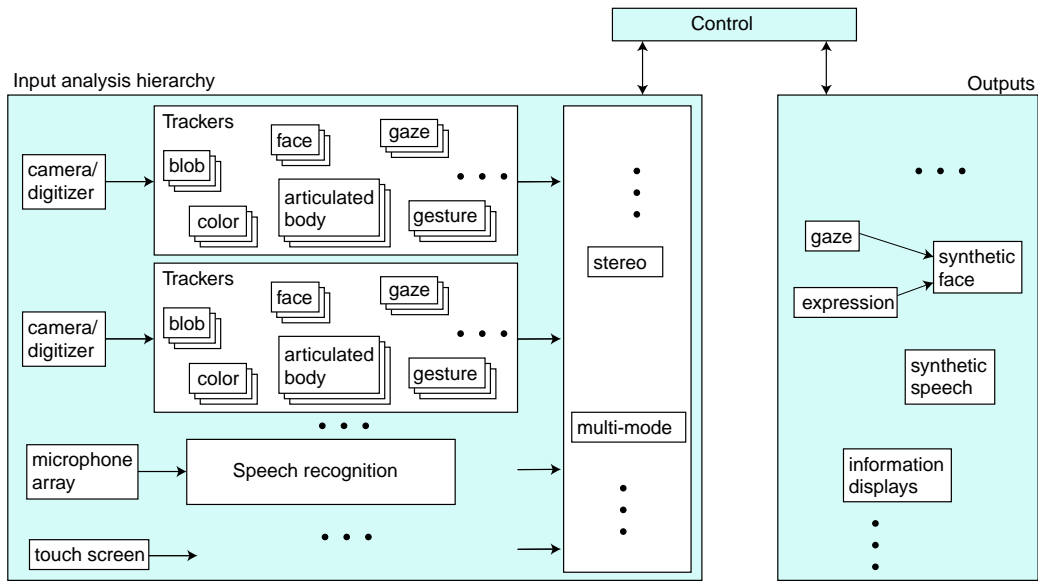 Control
Input analysis hierarchy
Outputs
Trackers
face
gaze
blob
camera/
digitizer
articulated
body
color
gesture
stereo
gaze
synthetic
face
expression
Trackers
face
gaze
blob
camera/
digitizer
articulated
body
color
gesture
synthetic
speech
multi-mode
microphone
array
Speech recognition
information
displays
touch screen